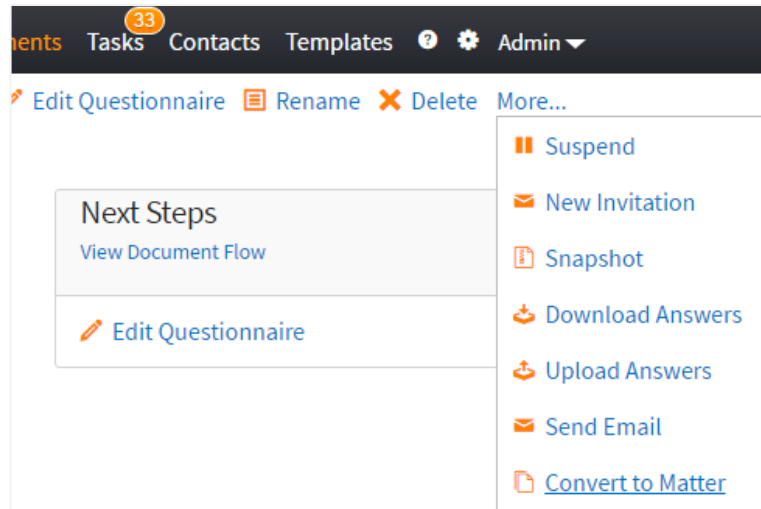 33
Tasks Contacts Templates ? Admin
Edit Questionnaire Rename Delete More...
Suspend
Next Steps
New Invitation
View Document Flow
Snapshot
Download Answers
Edit Questionnaire
Upload Answers
Send Email
Convert to Matter